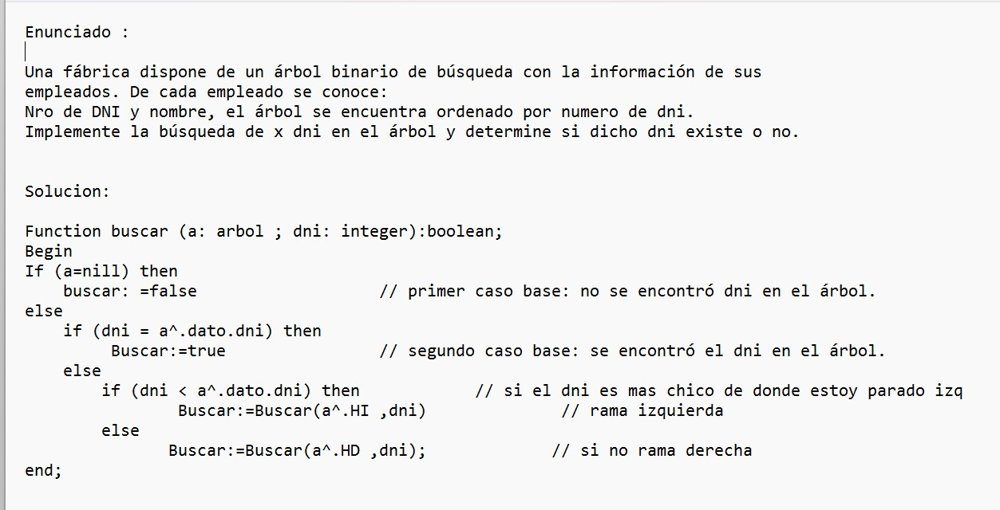 Enunciado :
Una fábrica dispone de un árbol binario de búsqueda con la información de sus
empleados. De cada empleado se conoce:
Nro de DNI y nombre, el árbol se encuentra ordenado por numero de dni.
Implemente la búsqueda de x dni en el árbol y determine si dicho dni existe o no.
Solucion:
Function buscar (a: arbol ; dni: integer):boolean;
Begin
If (a=nill) then
buscar: =false // primer caso base: no se encontró dni en el árbol.
else
if (dni = a^.dato.dni) then
Buscar:=true // segundo caso base: se encontró el dni en el árbol.
else
if (dni < a^.dato.dni) then // si el dni es mas chico de donde estoy parado izq
Buscar:=Buscar(a^.HI ,dni) // rama izquierda
else
Buscar:=Buscar(a^.HD ,dni); // si no rama derecha
end;